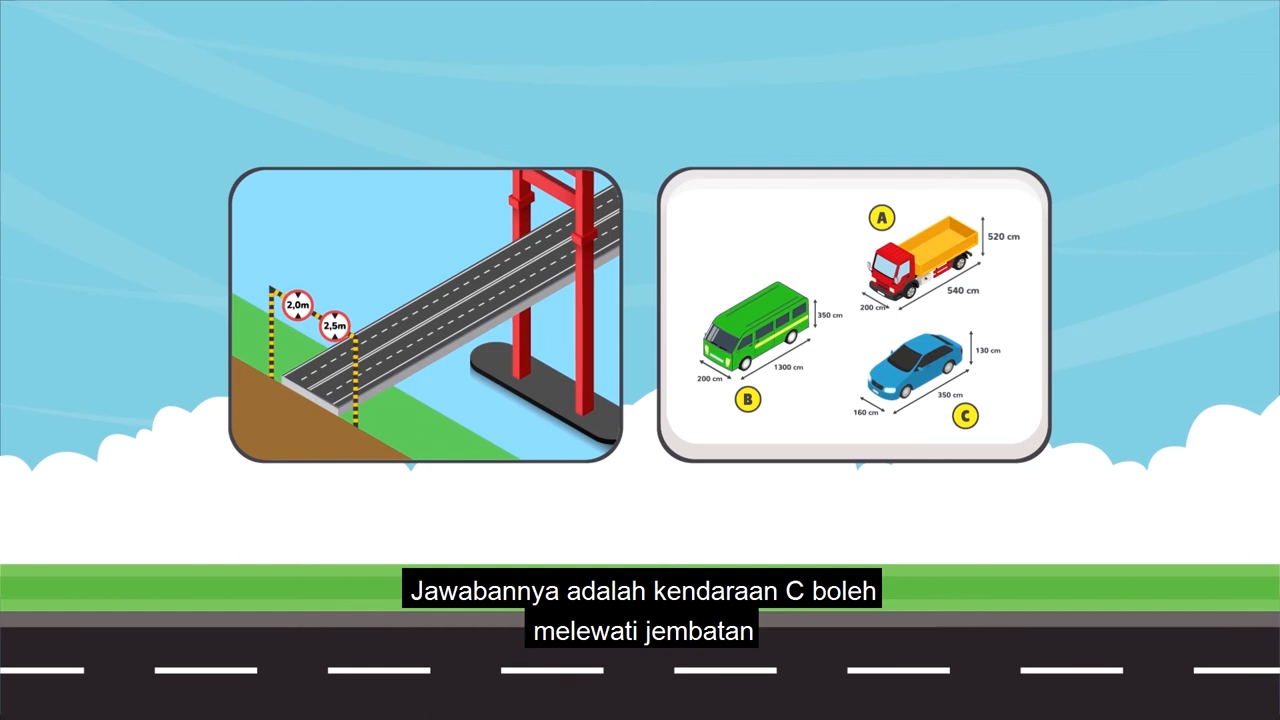 2,0m
2,5m
A
520 cm
540 cm
200 cm
350 cm
1300 cm
200 cm
B
130 cm
350 cm
160 cm
C
Jawabannya adalah kendaraan C boleh
melewati jembatan